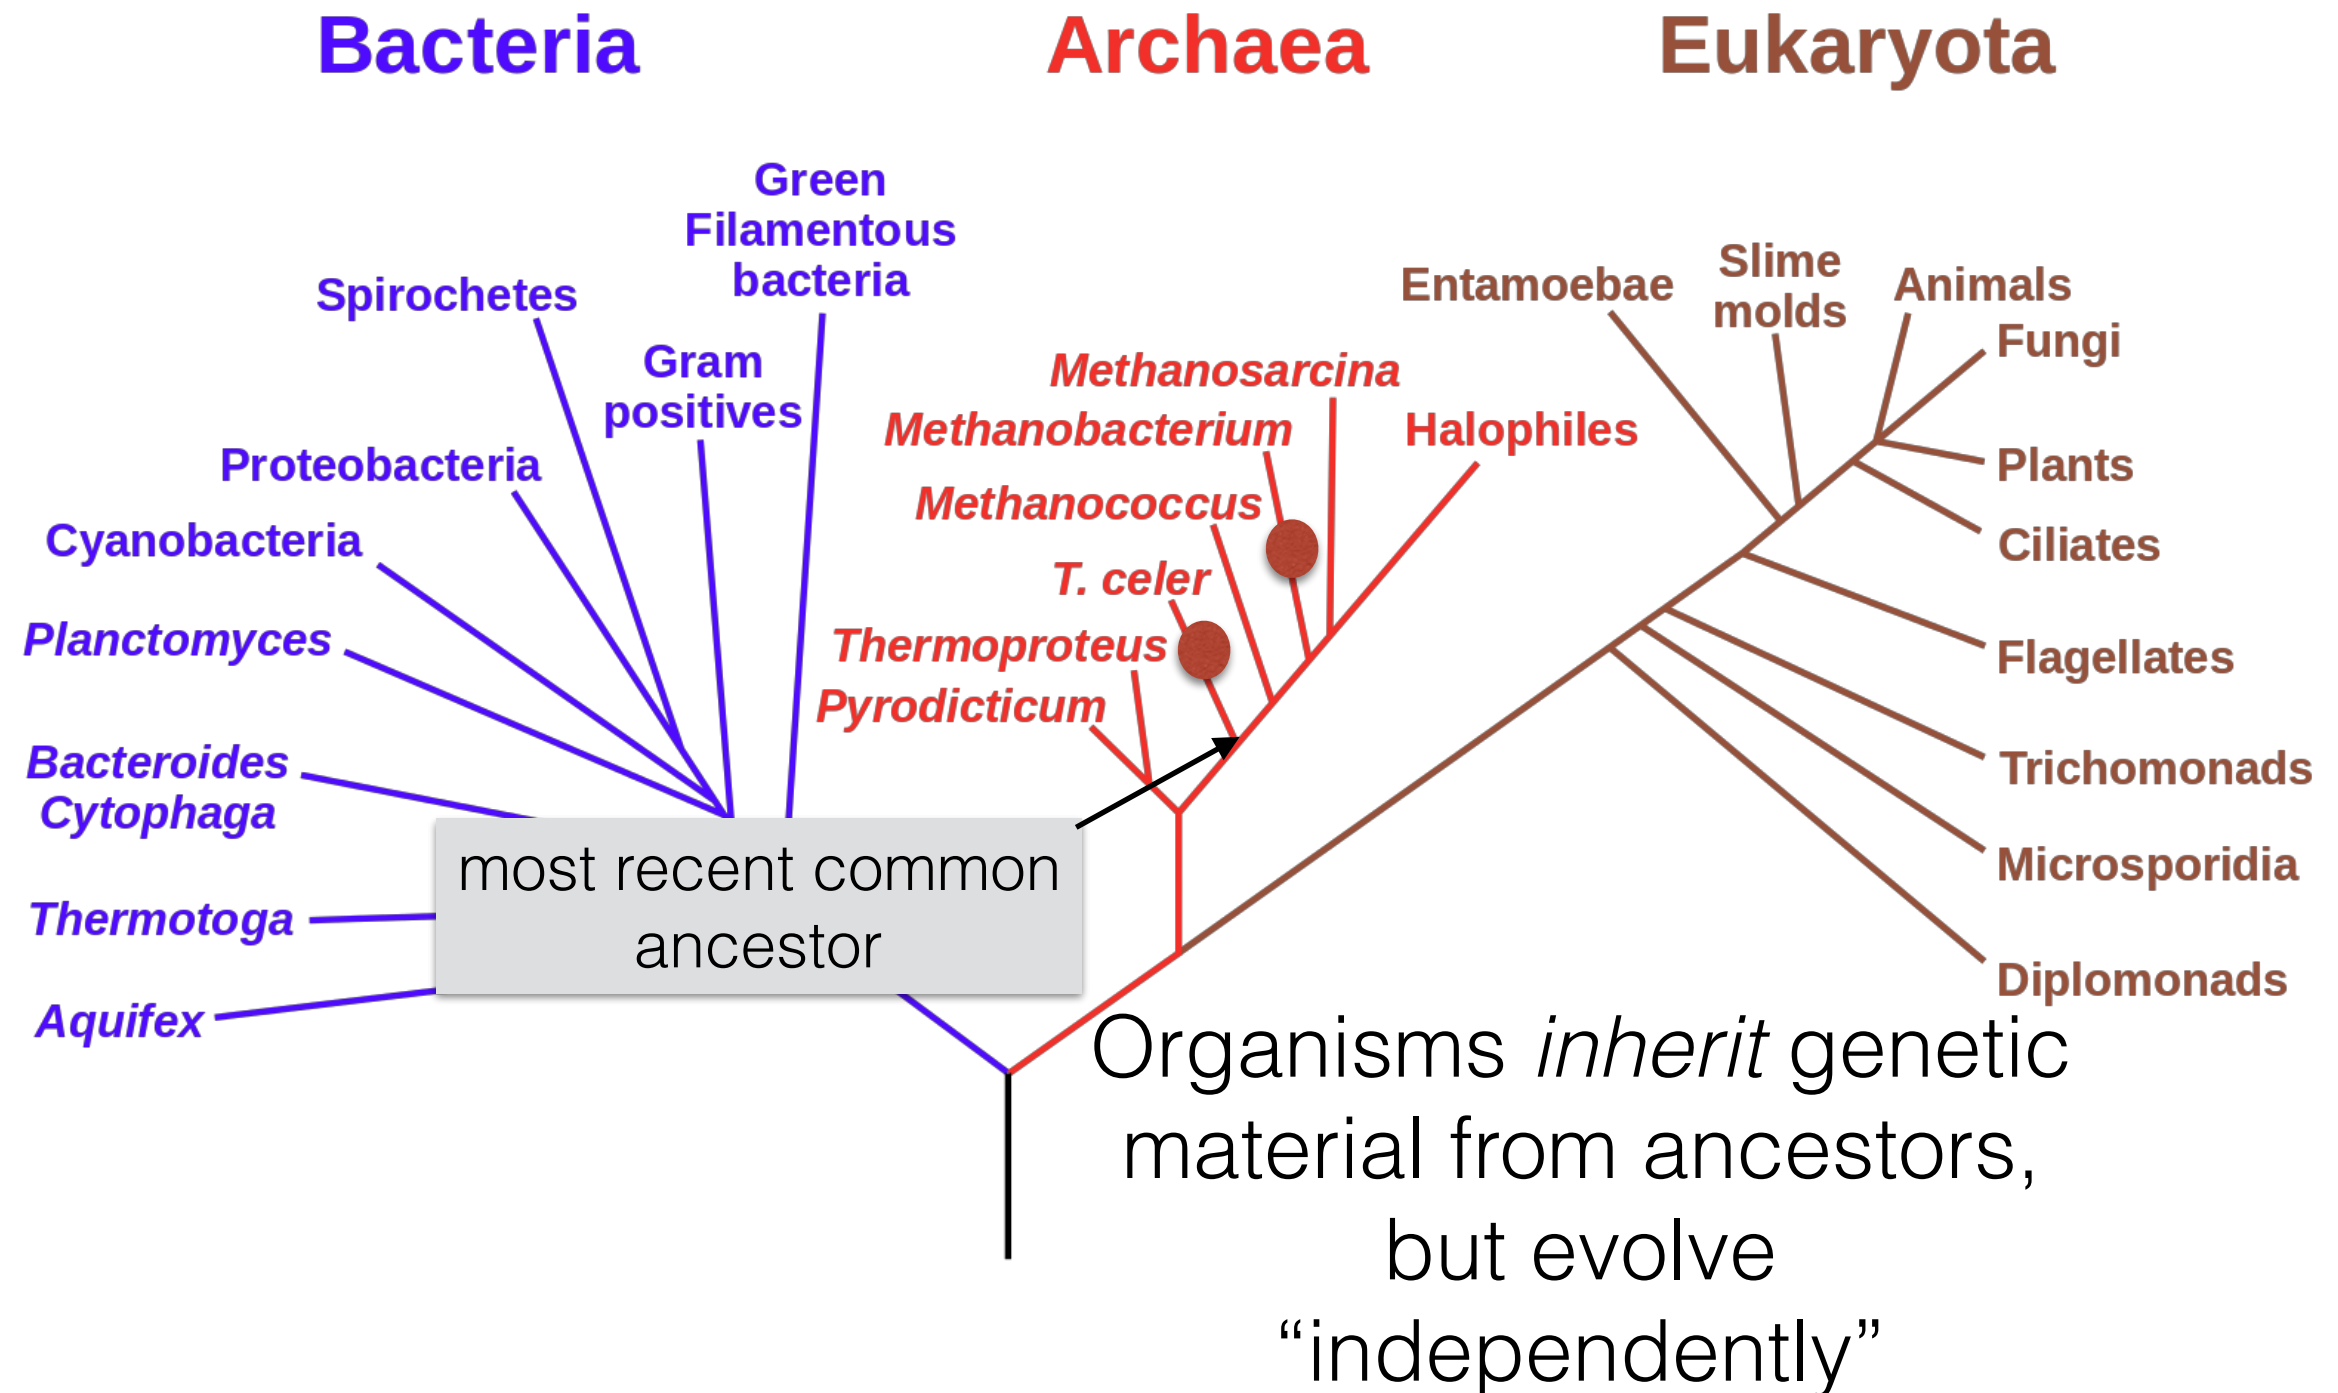 Bacteria
Archaea
Eukaryota
Green
Filamentous
bacteria
Spirochetes
Gram
positives
Proteobacteria
Cyanobacteria
Planctomyces
Bacteroides
Cytophaga
Thermotoga
Aquifex
Methanosarcina
Methanobacterium
Halophiles
Methanococcus
T. celer
Thermoproteus
Pyrodicticum
Entamoebae
Slime
molds
Animals
Fungi
Plants
Ciliates
Flagellates
Trichomonads
Microsporidia
Diplomonads
most recent common
ancestor
Organisms inherit genetic
material from ancestors,
but evolve
“independently”